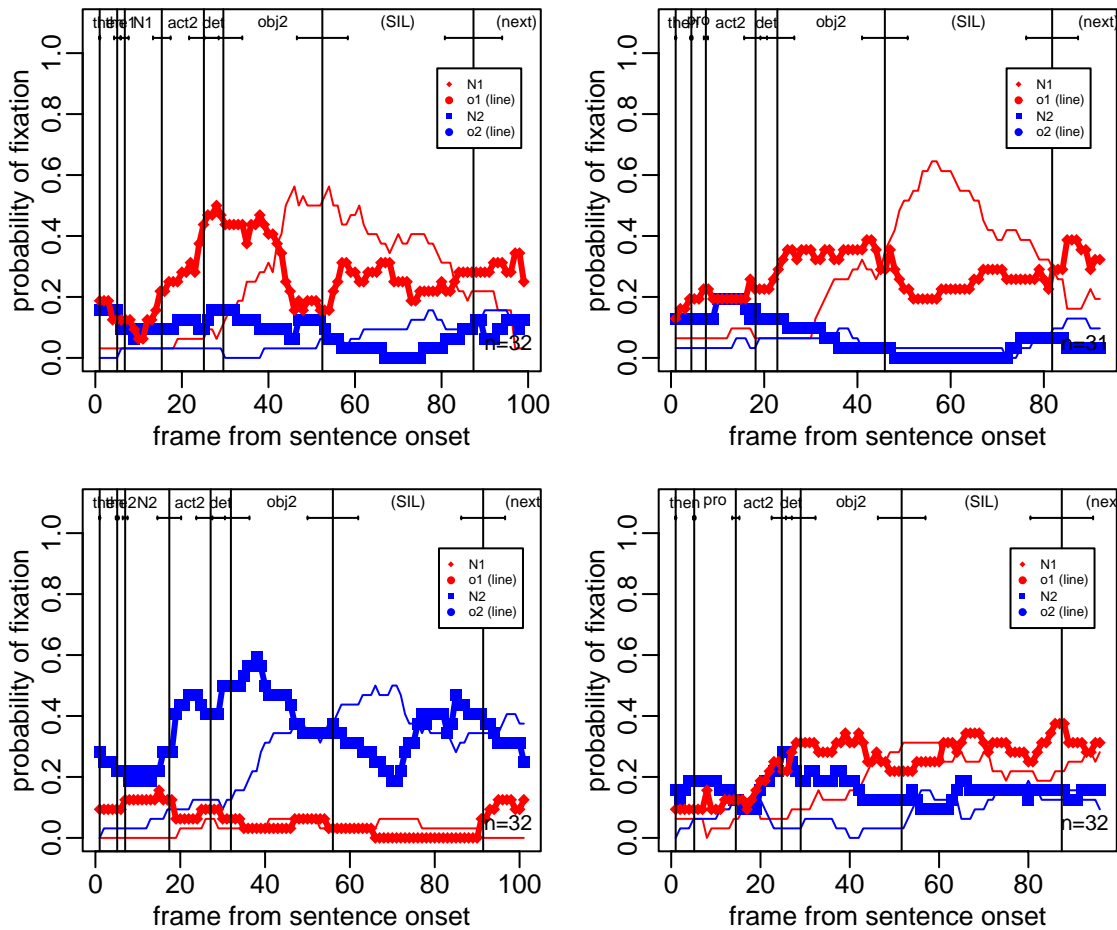 then the1 N1 act2 det obj2 (SIL) (next)
probability of fixation
0.0 0.2 0.4 0.6 0.8 1.0
N1
o1 (line)
N2
o2 (line)
n=32
0 20 40 60 80 100
frame from sentence onset
then pro act2 det obj2 (SIL) (next)
probability of fixation
0.0 0.2 0.4 0.6 0.8 1.0
N1
o1 (line)
N2
o2 (line)
n=31
0 20 40 60 80
frame from sentence onset
then the2 N2 act2 det obj2 (SIL) (next
probability of fixation
0.0 0.2 0.4 0.6 0.8 1.0
N1
o1 (line)
N2
o2 (line)
n=32
0 20 40 60 80 100
frame from sentence onset
then pro act2 det obj2 (SIL) (nex
probability of fixation
0.0 0.2 0.4 0.6 0.8 1.0
N1
o1 (line)
N2
o2 (line)
n=32
0 20 40 60 80
frame from sentence onset